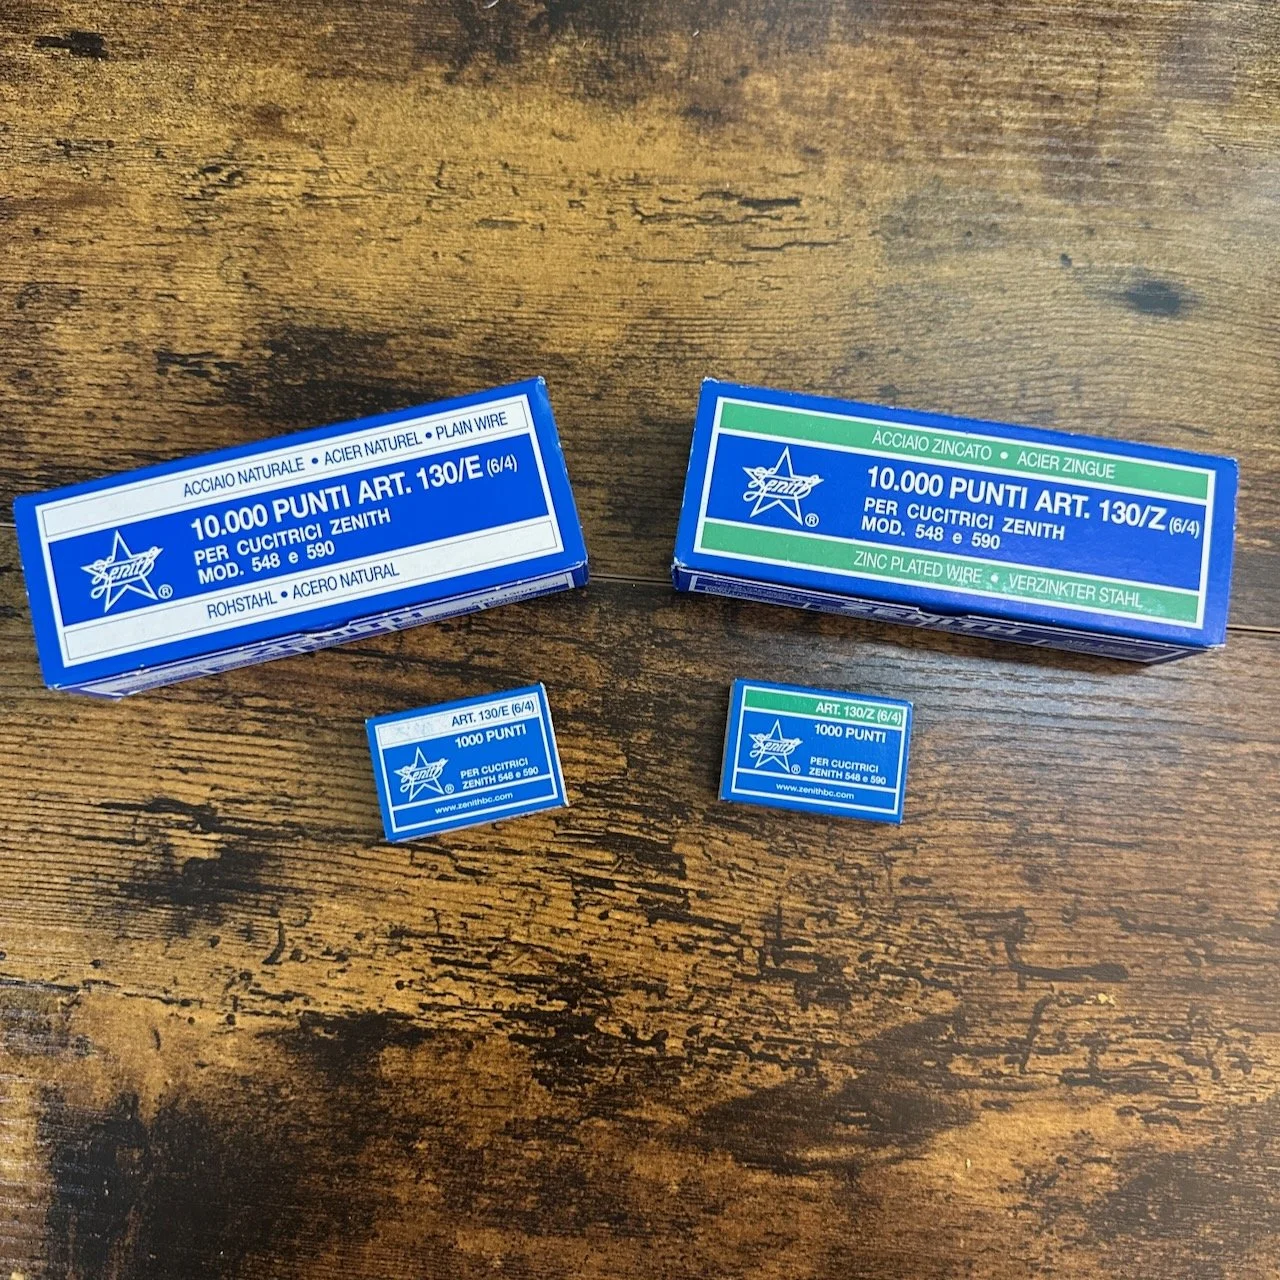 ACCIAIO NATURALE • ACIER NATUREL • PLAIN WIRE
Zenith ®
10.000 PUNTI ART. 130/E (6/4)
PER CUCITRICI ZENITH
MOD. 548 e 590
ROHSTAHL • ACERO NATURAL
ZENITH
ÀCCIAIO ZINCATO • ACIER ZINGUE
Zenith ®
10.000 PUNTI ART. 130/Z (6/4)
PER CUCITRICI ZENITH
MOD. 548 e 590
ZINC PLATED WIRE • VERZINKTER STAHL
ZENITH
ART. 130/E (6/4)
1000 PUNTI
Zenith ®
PER CUCITRICI
ZENITH 548 e 590
www.zenithbc.com
ART. 130/Z (6/4)
1000 PUNTI
Zenith ®
PER CUCITRICI
ZENITH 548 e 590
www.zenithbc.com